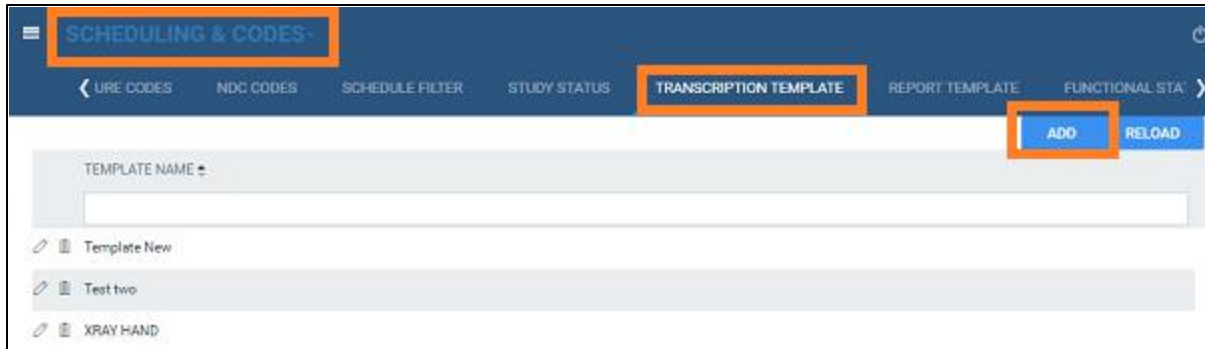 SCHEDULING & CODES
URE CODES NDC CODES SCHEDULE FILTER STUDY STATUS TRANSCRIPTION TEMPLATE REPORT TEMPLATE FUNCTIONAL STAT
ADD RELOAD
TEMPLATE NAME
Template New
Test two
XRAY HAND